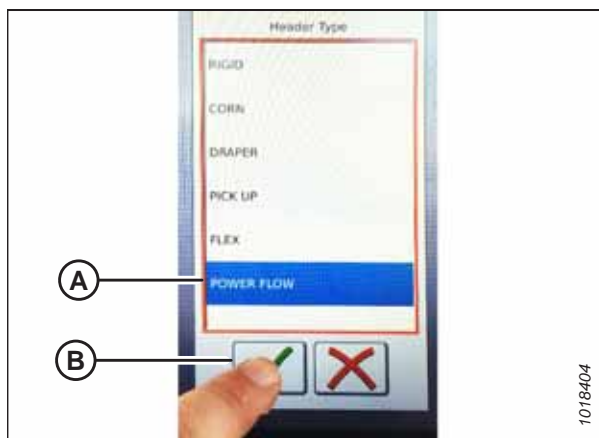 Header Type
RIGID
CORN
DRAPER
PICK UP
FLEX
A
POWER FLOW
B
1018404